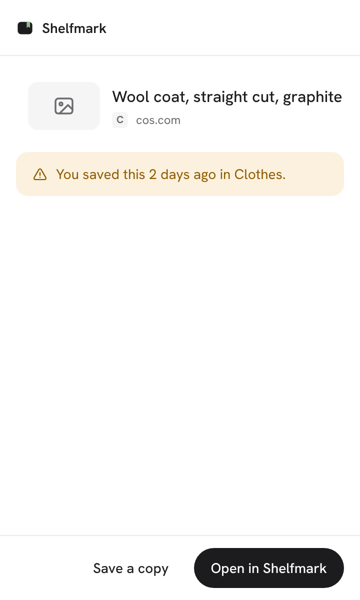 Shelfmark
Wool coat, straight cut, graphite
C cos.com
You saved this 2 days ago in Clothes.
Save a copy
Open in Shelfmark